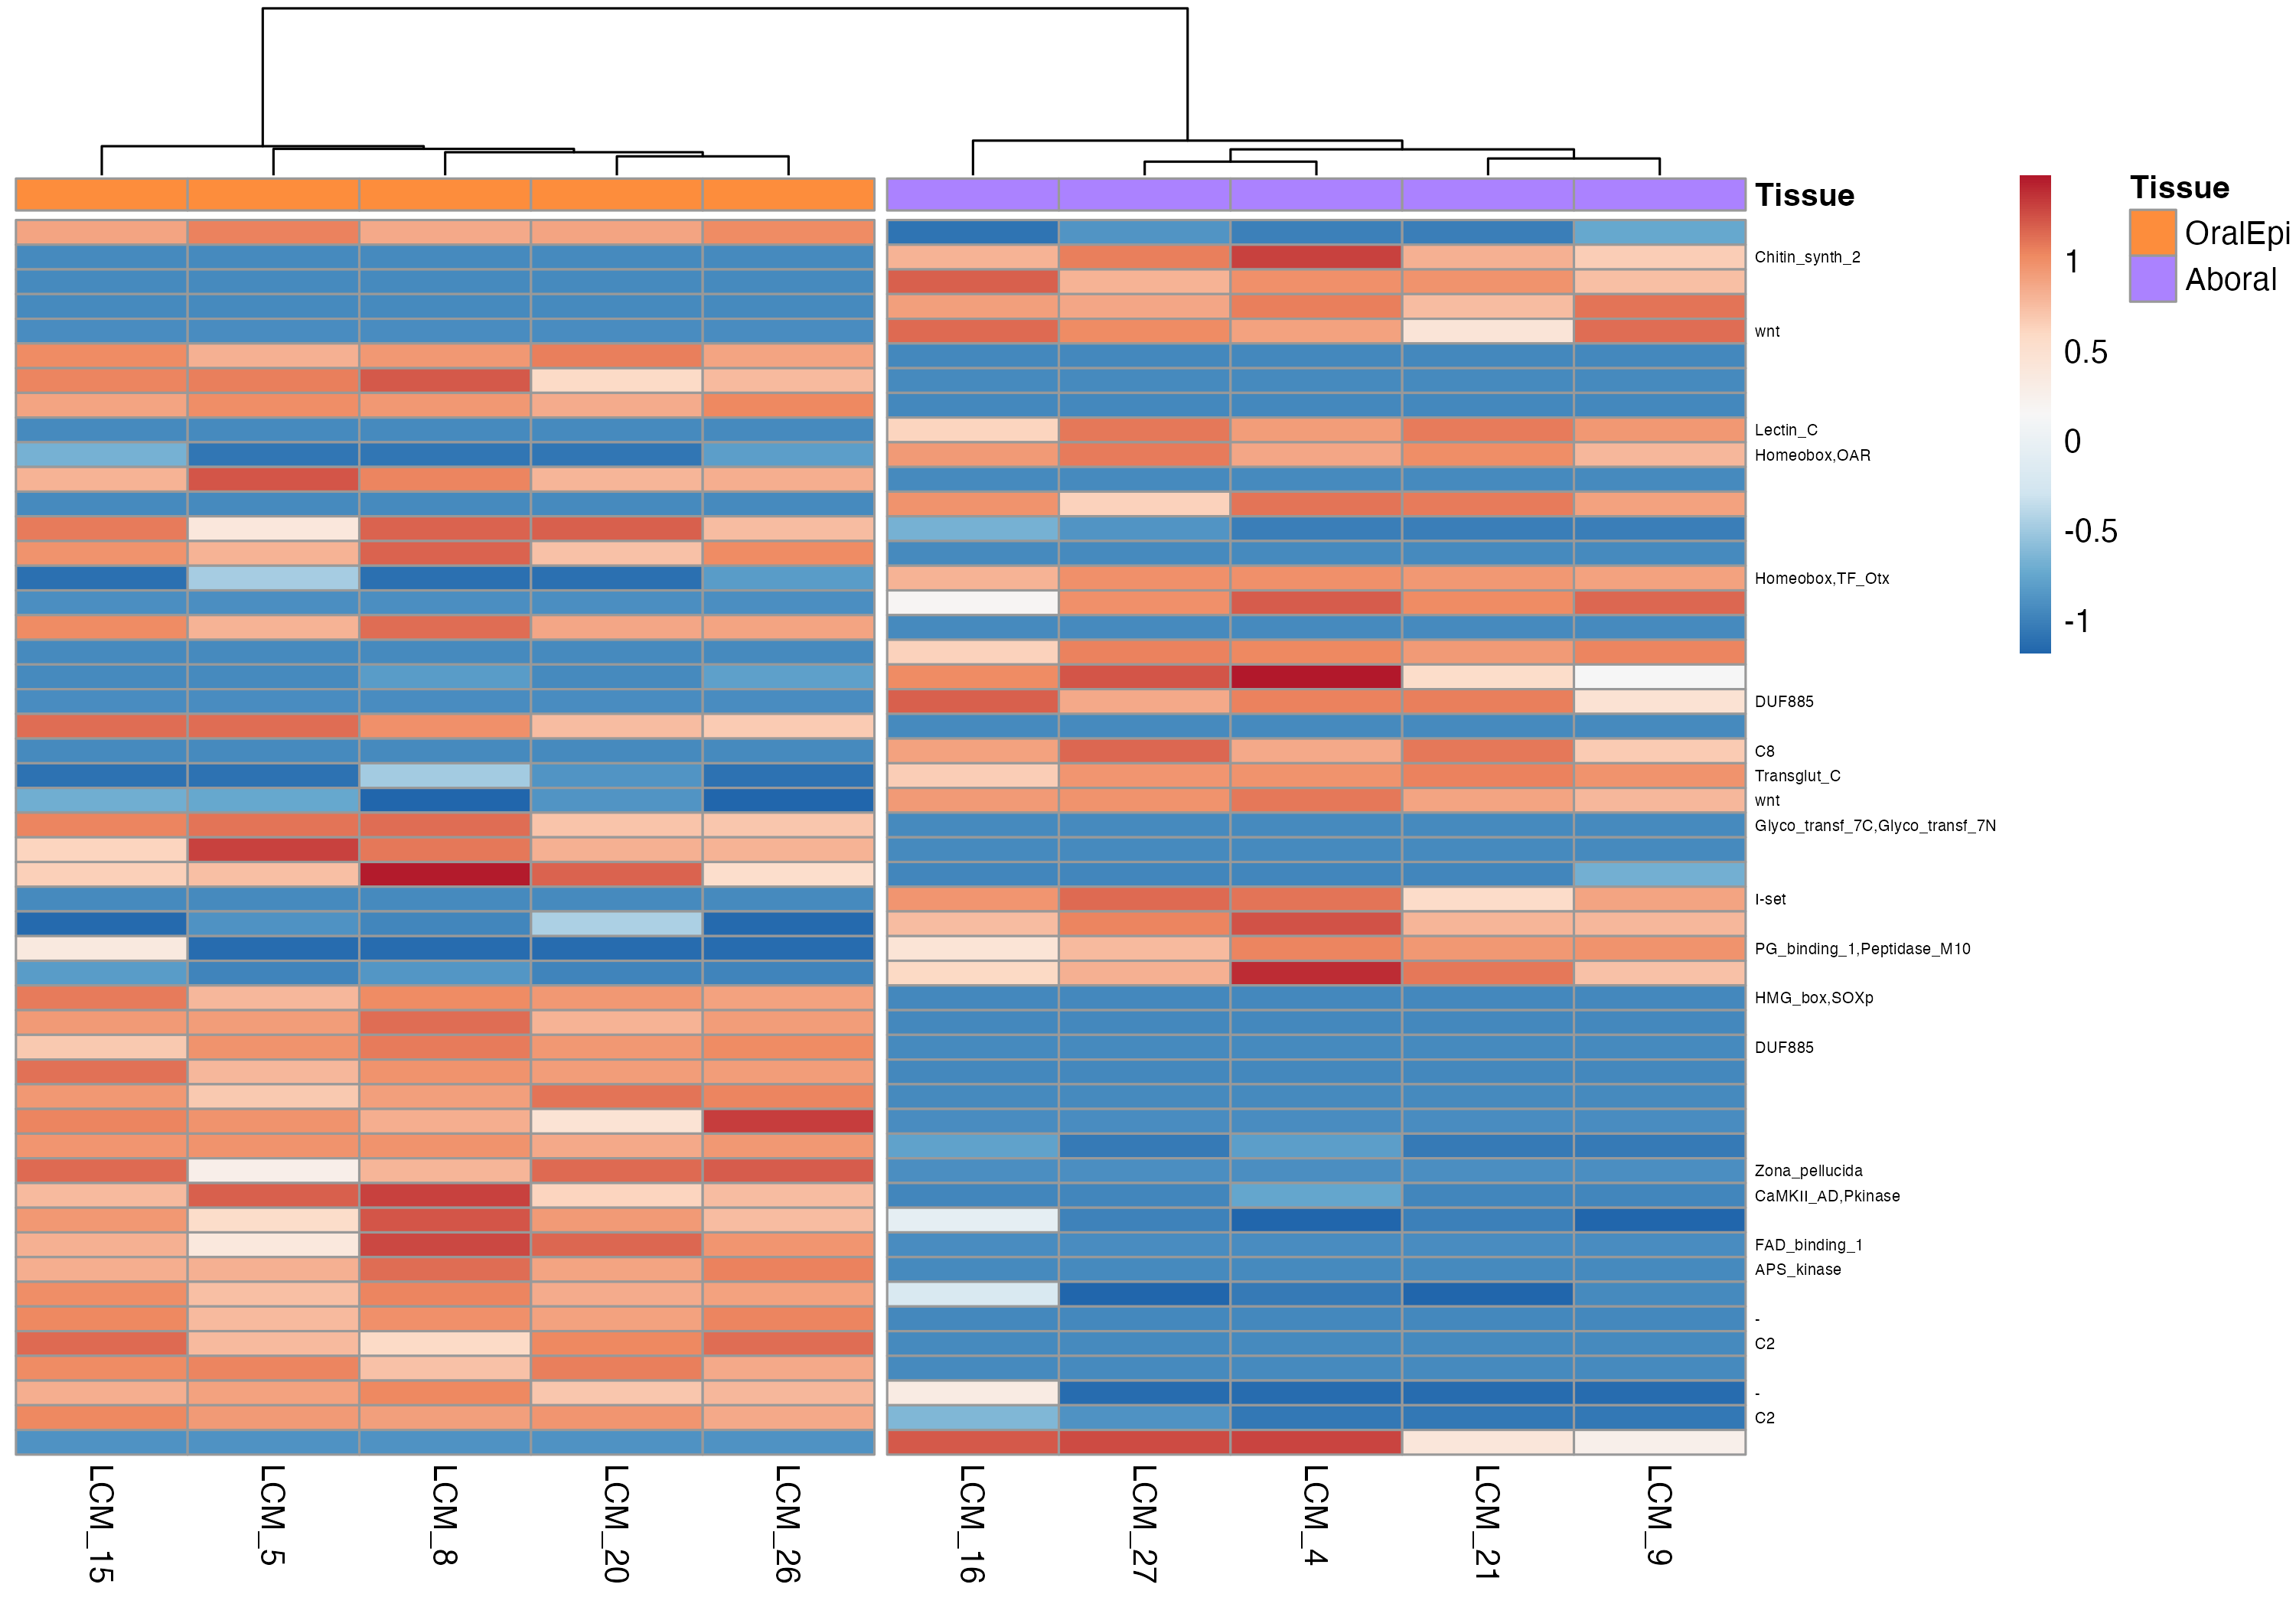 Tissue
Chitin_synth_2
wnt
Lectin_C
Homeobox,OAR
Homeobox,TF_Otx
DUF885
C8
Transglut_C
wnt
Glyco_transf_7C,Glyco_transf_7N
I-set
PG_binding_1,Peptidase_M10
HMG_box,SOXp
DUF885
Zona_pellucida
CaMKII_AD,Pkinase
FAD_binding_1
APS_kinase
-
C2
-
C2
1
0.5
0
-0.5
-1
Tissue
OralEpi
Aboral
LCM_15
LCM_5
LCM_8
LCM_20
LCM_26
LCM_16
LCM_27
LCM_4
LCM_21
LCM_9